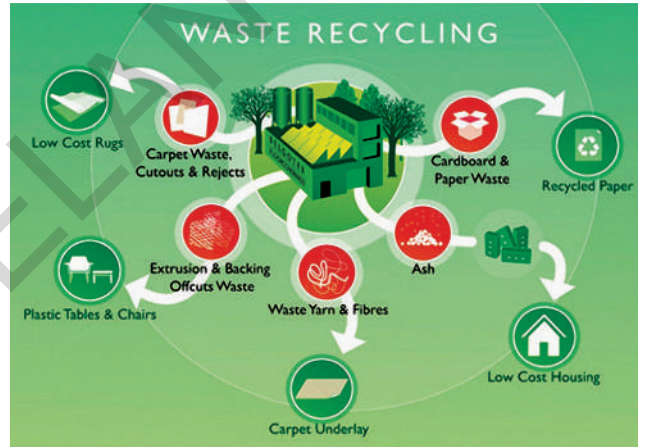 WASTE RECYCLING
Low Cost Rugs
Carpet Waste,
Cutouts & Rejects
Cardboard &
Paper Waste
Recycled Paper
Extrusion & Backing
Offcuts Waste
Ash
Waste Yarn & Fibres
Plastic Tables & Chairs
Low Cost Housing
Carpet Underlay